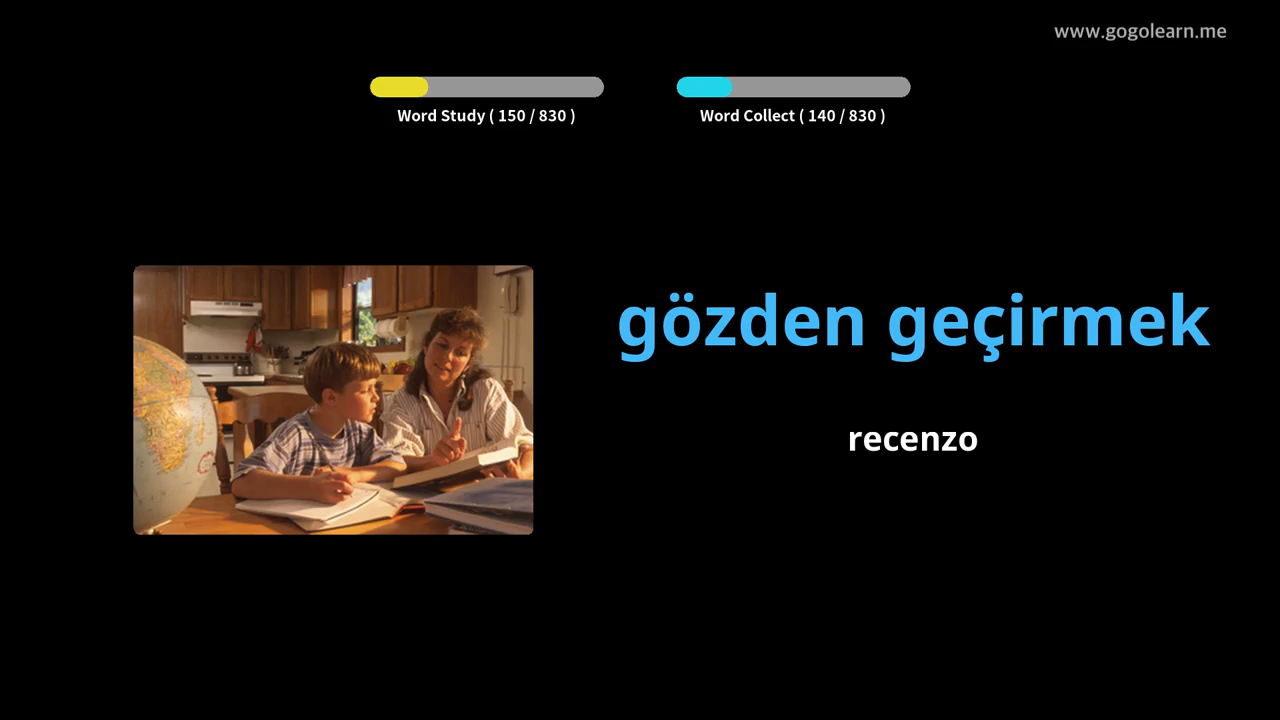 www.gogolearn.me
Word Study ( 150 / 830 )
Word Collect ( 140 / 830 )
gözden geçirmek
recenzo